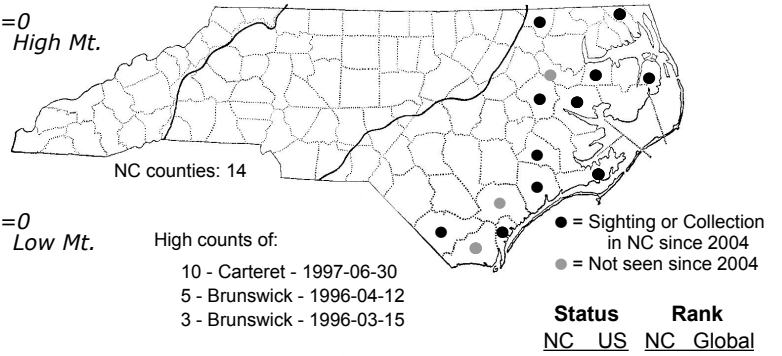 =0
High Mt.
NC counties: 14
=0
Low Mt.
High counts of:
10 - Carteret - 1997-06-30
5 - Brunswick - 1996-04-12
3 - Brunswick - 1996-03-15
= Sighting or Collection
in NC since 2004
= Not seen since 2004
Status Rank
NC US NC Global